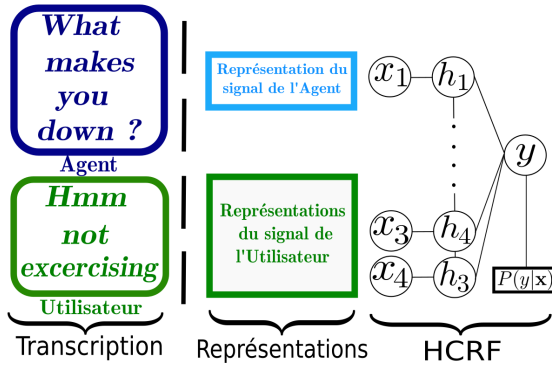 What
makes
you
down ?
Agent
Hmm
not
excercising
Utilisateur
Transcription
Représentation du
signal de l'Agent
Représentations
du signal de
l'Utilisateur
Représentations
x1 h1
y
x3 h4
x4 h3
P(y|x)
HCRF